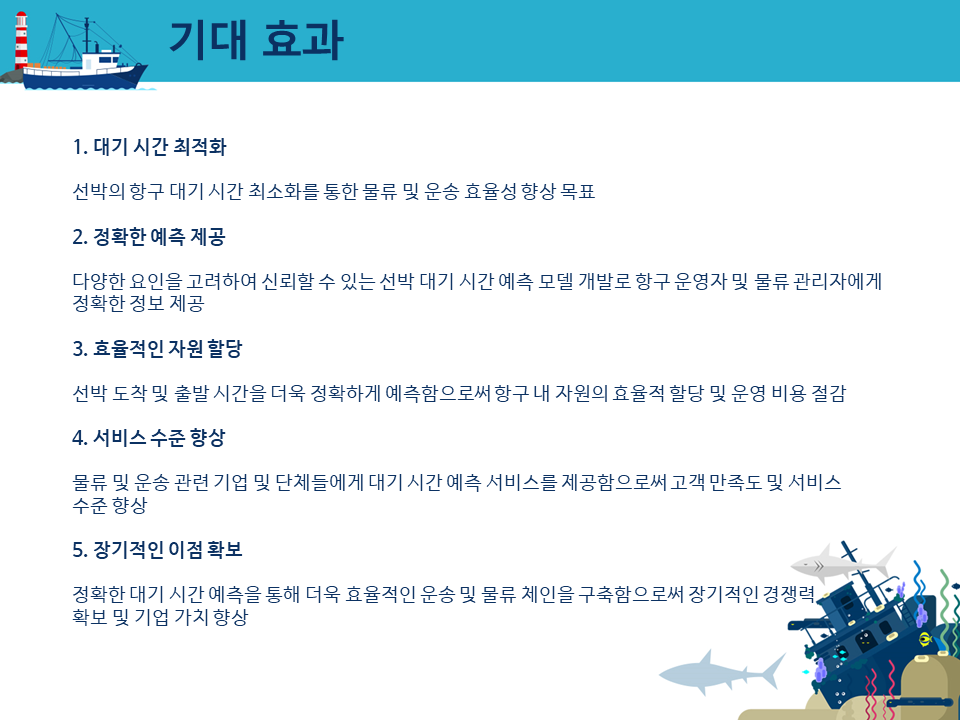 기대 효과
1. 대기 시간 최적화
선박의 항구 대기 시간 최소화를 통한 물류 및 운송 효율성 향상 목표
2. 정확한 예측 제공
다양한 요인을 고려하여 신뢰할 수 있는 선박 대기 시간 예측 모델 개발로 항구 운영자 및 물류 관리자에게
정확한 정보 제공
3. 효율적인 자원 할당
선박 도착 및 출발 시간을 더욱 정확하게 예측함으로써 항구 내 자원의 효율적 할당 및 운영 비용 절감
4. 서비스 수준 향상
물류 및 운송 관련 기업 및 단체들에게 대기 시간 예측 서비스를 제공함으로써 고객 만족도 및 서비스
수준 향상
5. 장기적인 이점 확보
정확한 대기 시간 예측을 통해 더욱 효율적인 운송 및 물류 체인을 구축함으로써 장기적인 경쟁력
확보 및 기업 가치 향상